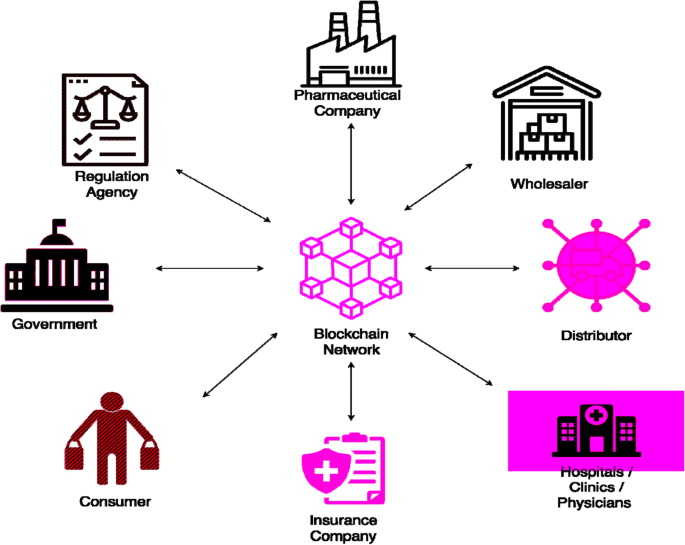 Pharmaceutical
Company
Regulation
Agency
Wholesaler
Government
Blockchain
Network
Distributor
Consumer
Insurance
Company
Hospitals /
Clinics /
Physicians